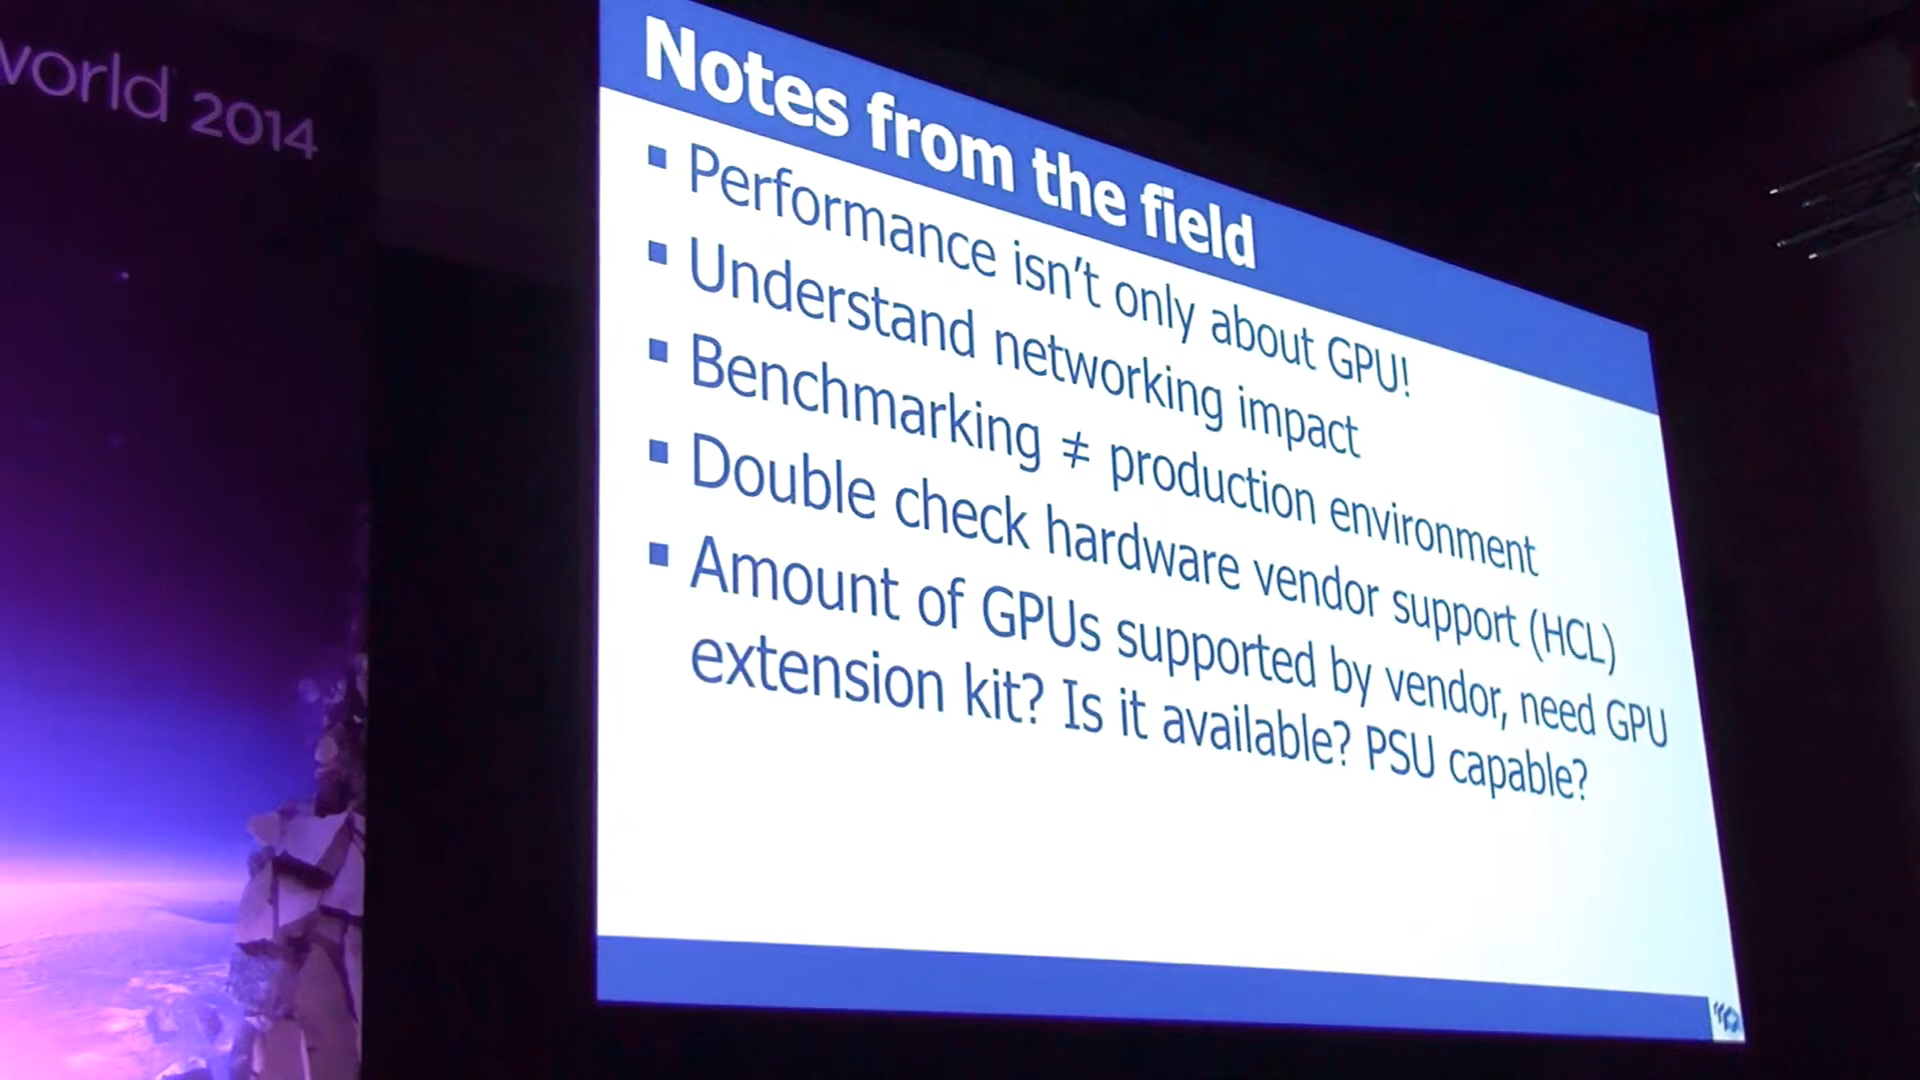 world 2014
Notes from the field
▪ Performance isn't only about GPU!
▪ Understand networking impact
▪ Benchmarking ≠ production environment
▪ Double check hardware vendor support (HCL)
▪ Amount of GPUs supported by vendor, need GPU
extension kit? Is it available? PSU capable?